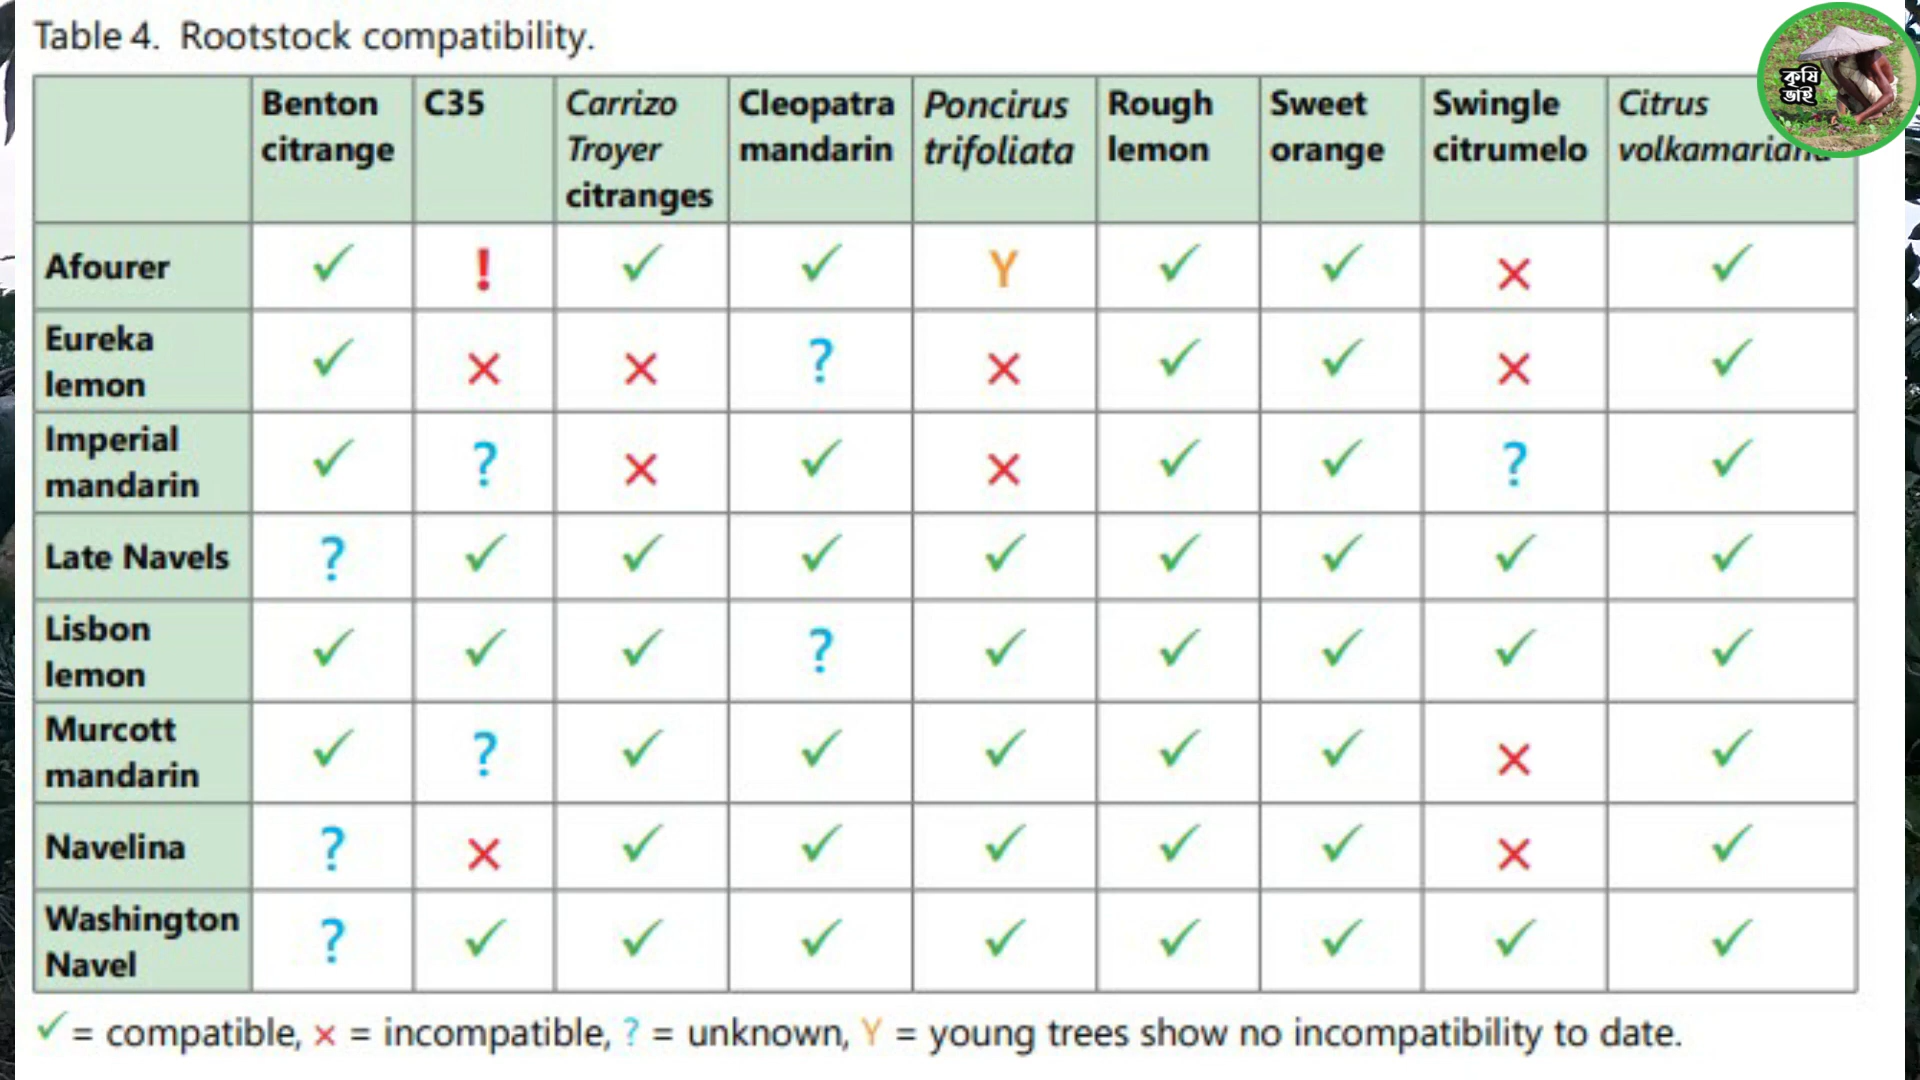 Table 4. Rootstock compatibility.
কৃষি
ভাই
Benton citrange C35 Carrizo Troyer citranges Cleopatra mandarin Poncirus trifoliata Rough lemon Sweet orange Swingle citrumelo Citrus volkamariana
Afourer ✓ ! ✓ ✓ Y ✓ ✓ × ✓
Eureka lemon ✓ × × ? × ✓ ✓ × ✓
Imperial mandarin ✓ ? × ✓ × ✓ ✓ ? ✓
Late Navels ? ✓ ✓ ✓ ✓ ✓ ✓ ✓ ✓
Lisbon lemon ✓ ✓ ✓ ? ✓ ✓ ✓ ✓ ✓
Murcott mandarin ✓ ? ✓ ✓ ✓ ✓ ✓ × ✓
Navelina ? × ✓ ✓ ✓ ✓ ✓ × ✓
Washington Navel ? ✓ ✓ ✓ ✓ ✓ ✓ ✓ ✓
✓ = compatible, × = incompatible, ? = unknown, Y = young trees show no incompatibility to date.